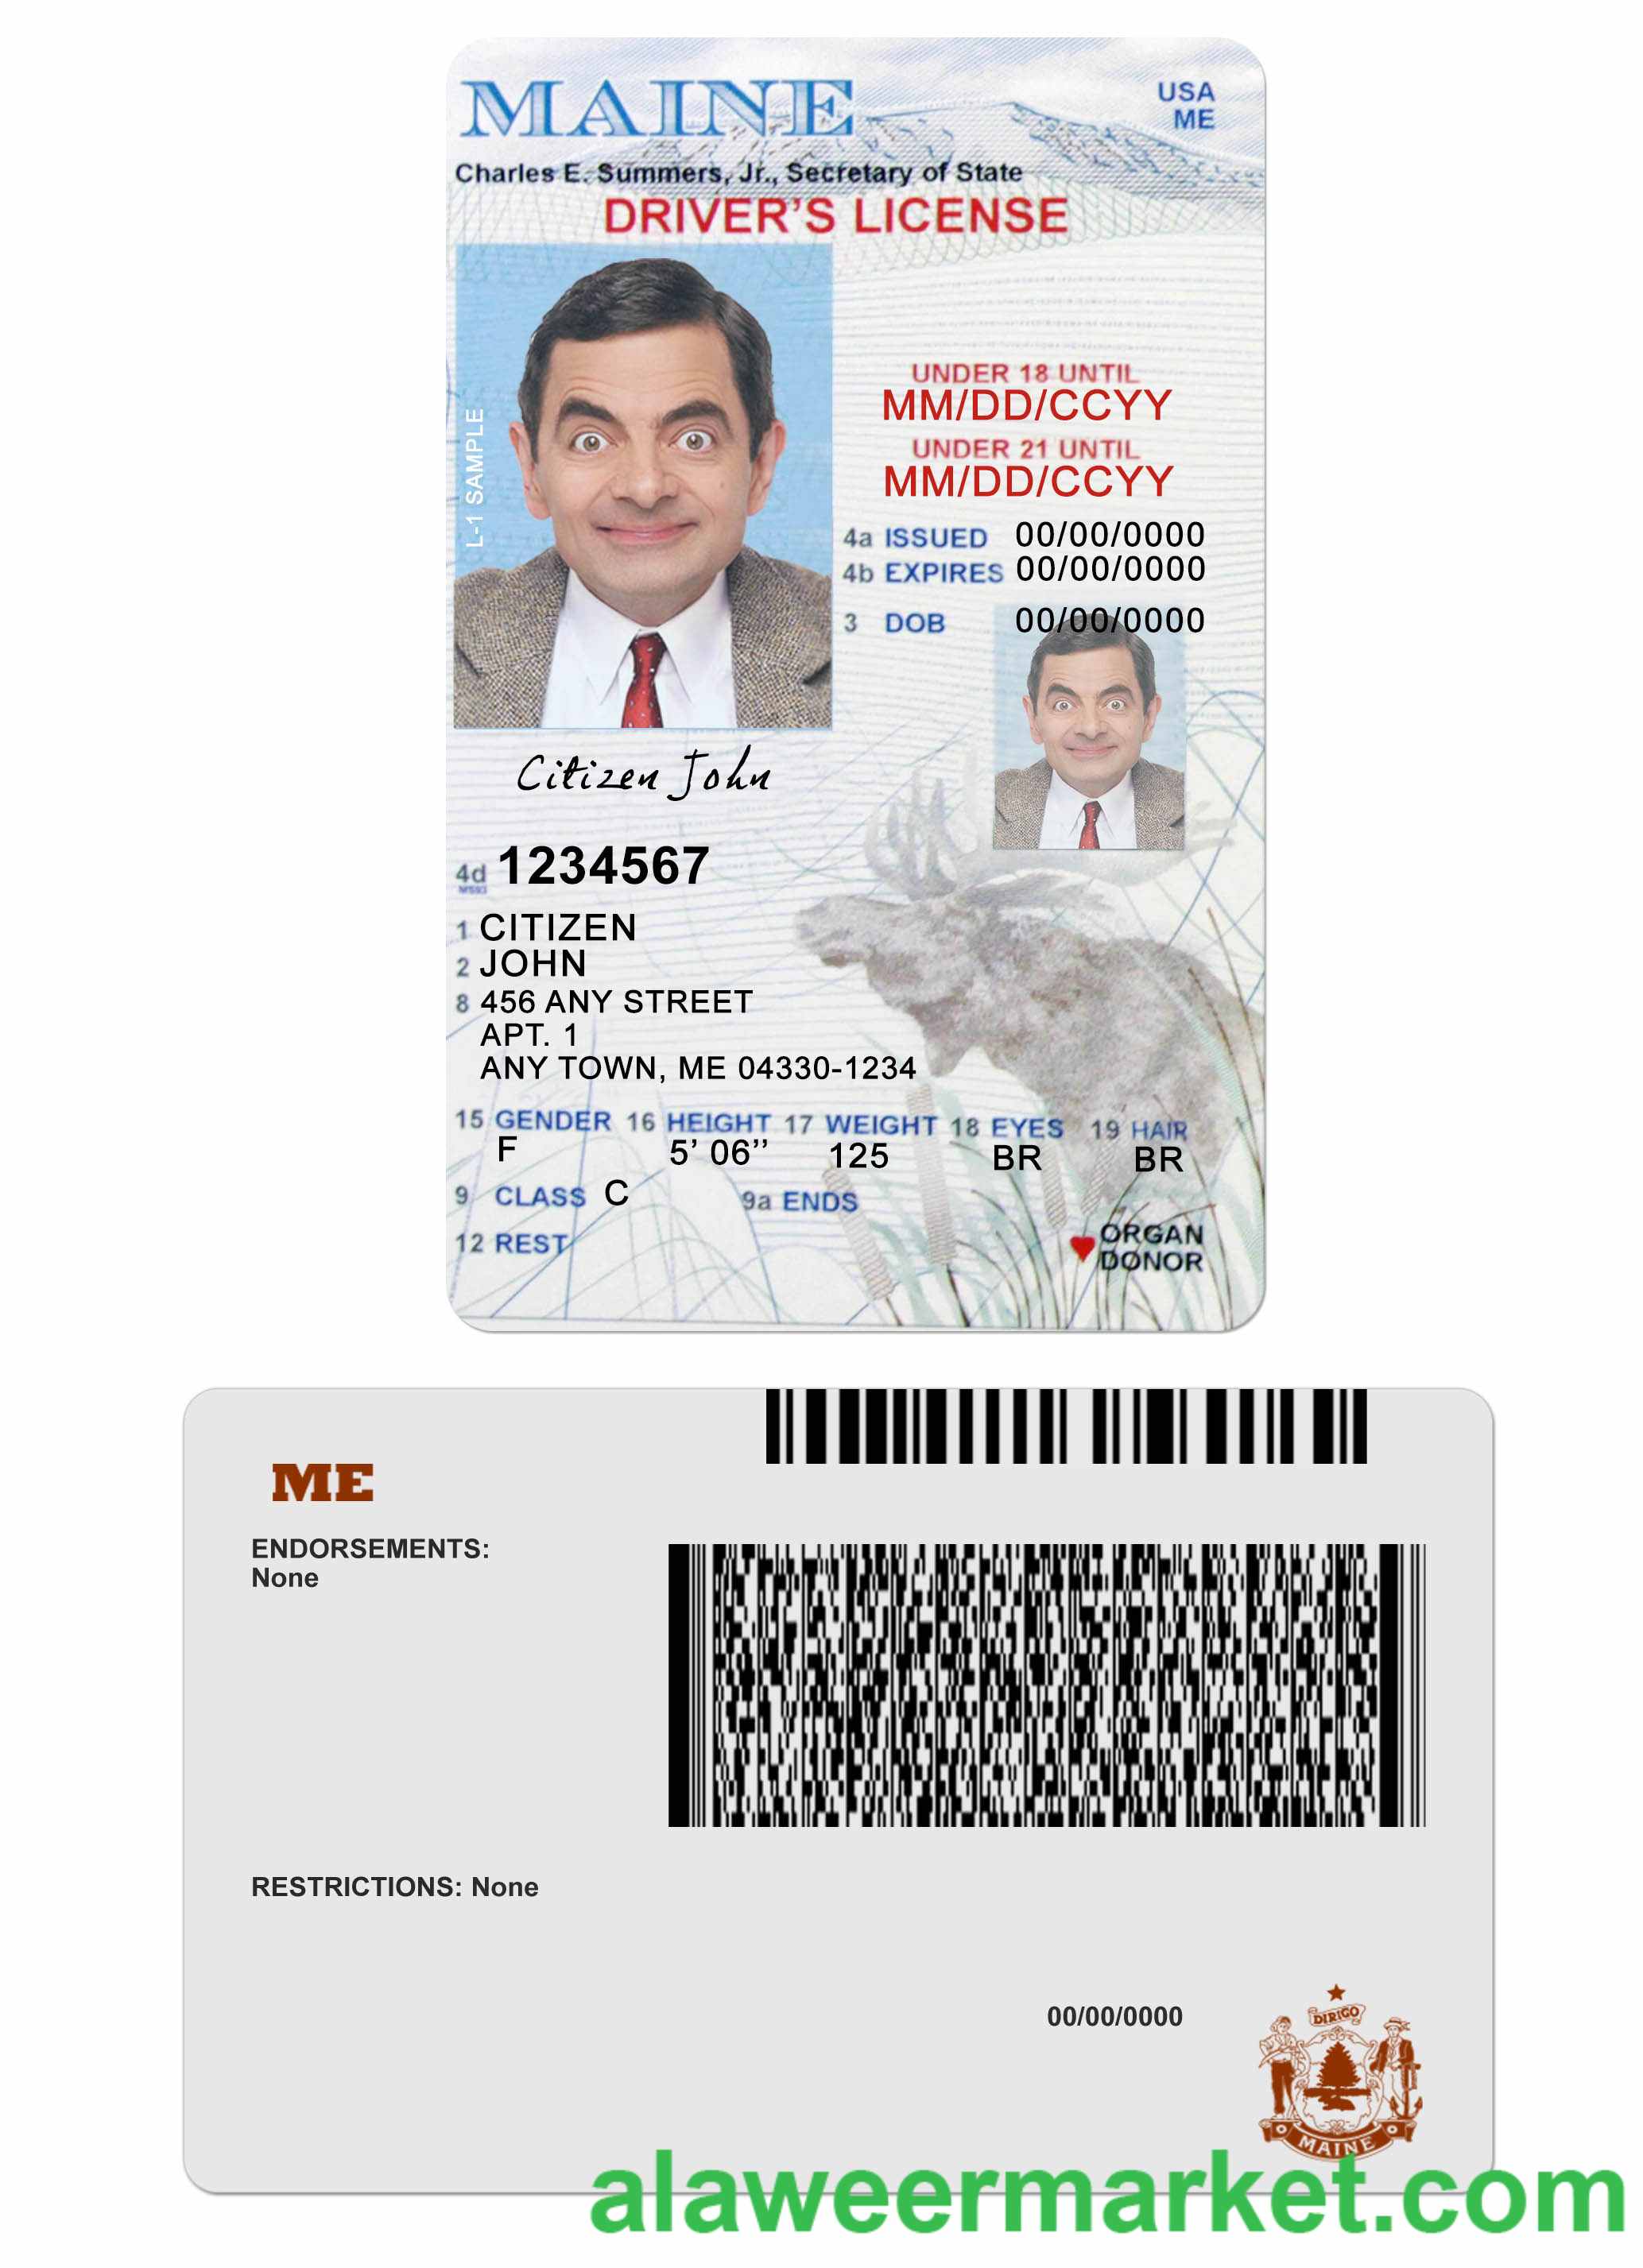 MAINE
USA
ME
Charles E. Summers, Jr., Secretary of State
DRIVER'S LICENSE
UNDER 18 UNTIL
MM/DD/CCYY
UNDER 21 UNTIL
MM/DD/CCYY
L-1 SAMPLE
4a ISSUED 00/00/0000
4b EXPIRES 00/00/0000
3 DOB 00/00/0000
Citizen John
4d 1234567
1 CITIZEN
2 JOHN
8 456 ANY STREET
APT. 1
ANY TOWN, ME 04330-1234
15 GENDER 16 HEIGHT 17 WEIGHT 18 EYES 19 HAIR
F 5’ 06’’ 125 BR BR
9 CLASS C 9a ENDS
12 REST
ORGAN
DONOR
ME
ENDORSEMENTS:
None
RESTRICTIONS: None
00/00/0000
DIRIGO
MAINE
alaweermarket.com